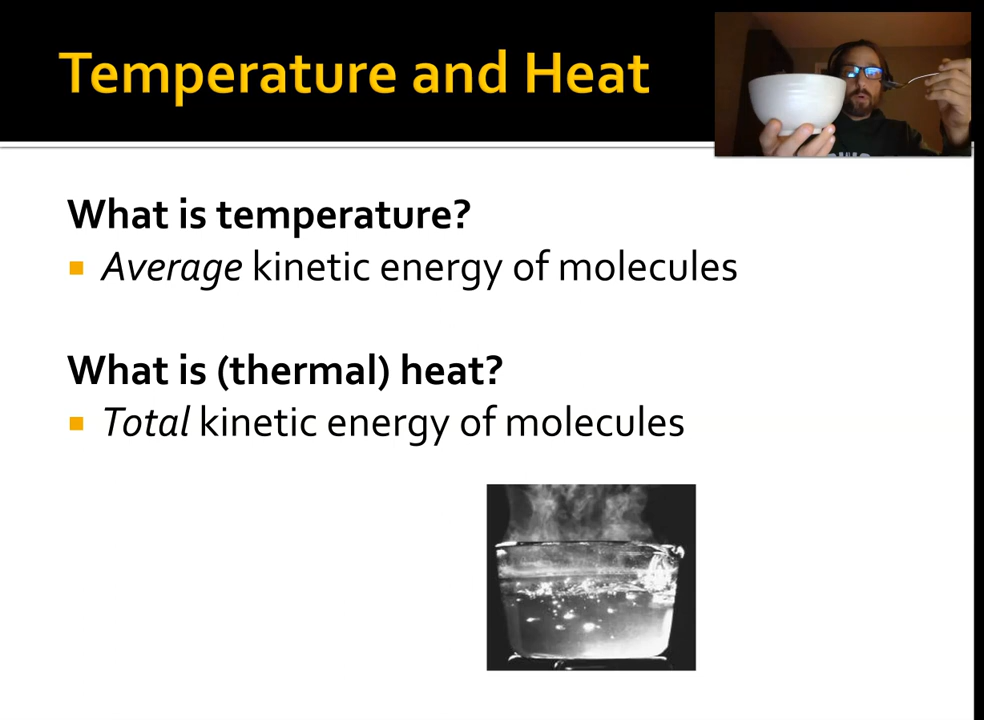 Temperature and Heat
What is temperature?
Average kinetic energy of molecules
What is (thermal) heat?
Total kinetic energy of molecules